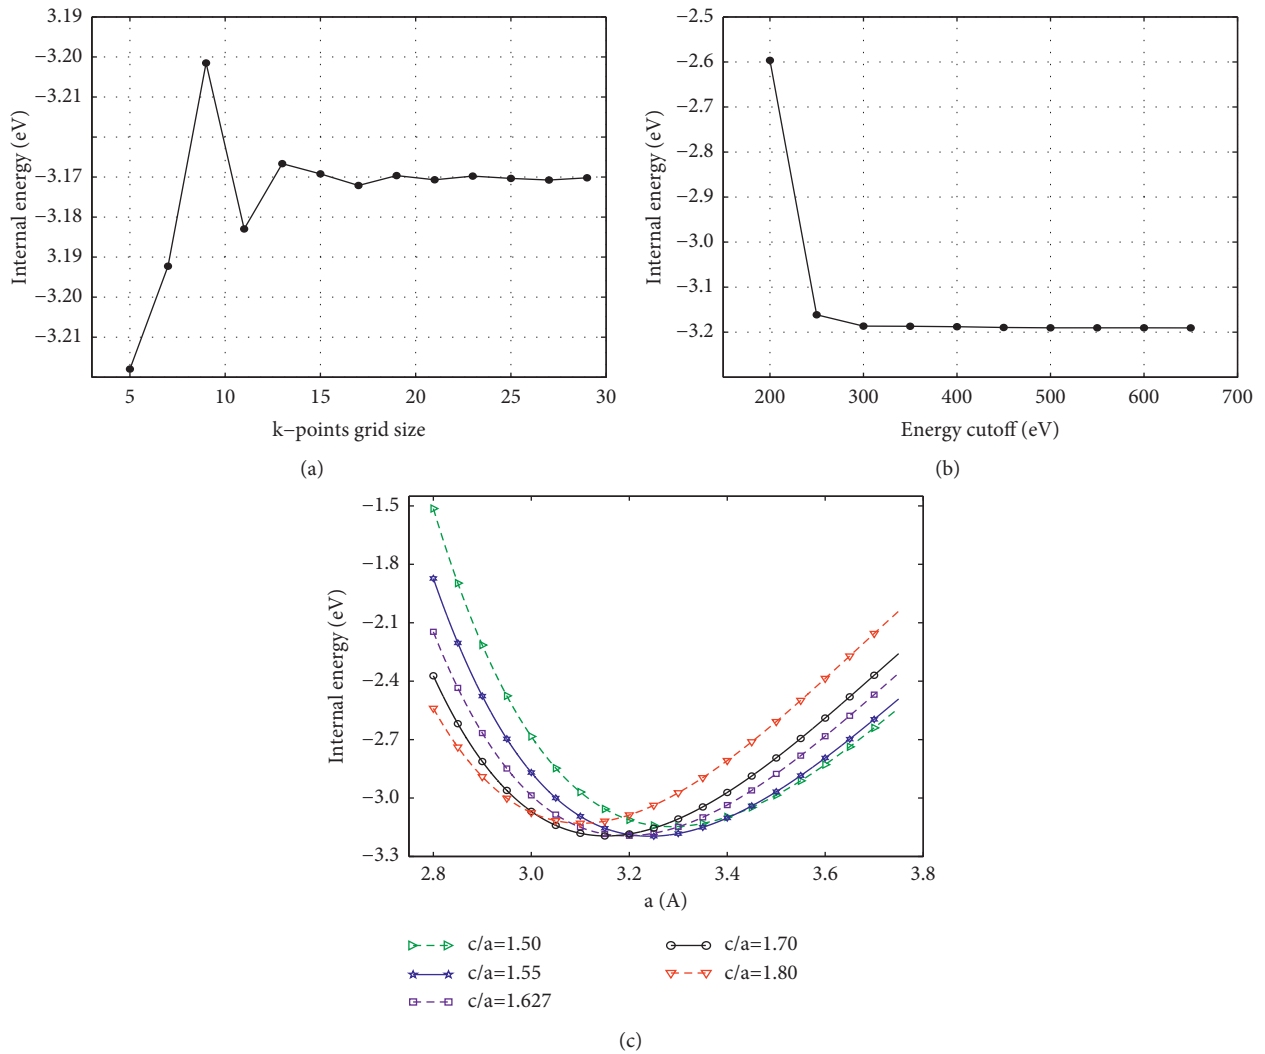 3.19
−3.20
−3.21
−3.17
−3.18
−3.19
−3.20
−3.21
Internal energy (eV)
5 10 15 20 25 30
k−points grid size
(a)
−2.5
−2.6
−2.7
−2.8
−2.9
−3.0
−3.1
−3.2
Internal energy (eV)
200 300 400 500 600 700
Energy cutoff (eV)
(b)
−1.5
−1.8
−2.1
−2.4
−2.7
−3.0
−3.3
Internal energy (eV)
2.8 3.0 3.2 3.4 3.6 3.8
a (A)
c/a=1.50
c/a=1.55
c/a=1.627
c/a=1.70
c/a=1.80
(c)